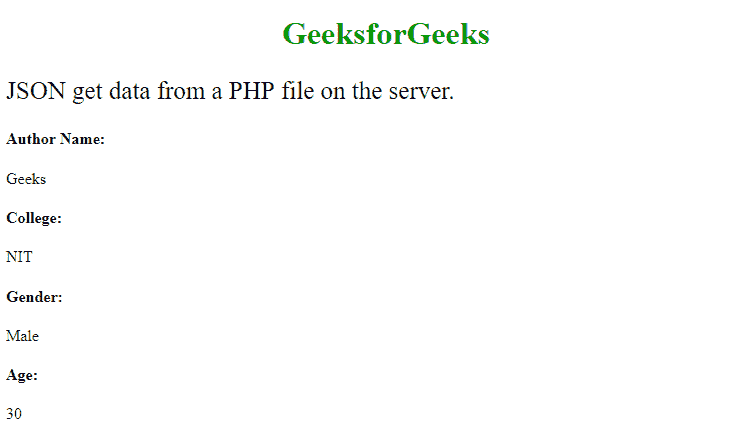 GeeksforGeeks
JSON get data from a PHP file on the server.
Author Name:
Geeks
College:
NIT
Gender:
Male
Age:
30